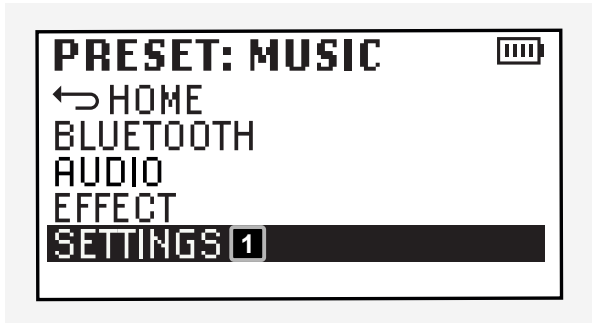 PRESET: MUSIC
HOME
BLUETOOTH
AUDIO
EFFECT
SETTINGS 1